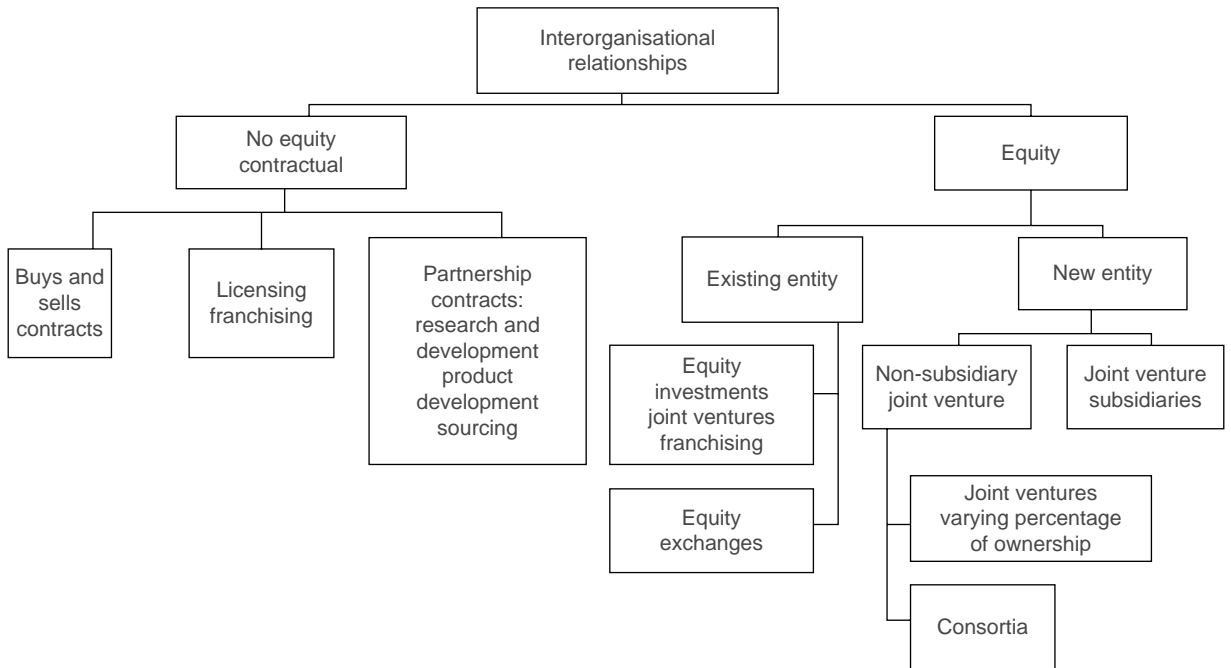 Interorganisational
relationships
No equity
contractual
Equity
Buys and
sells
contracts
Licensing
franchising
Partnership
contracts:
research and
development
product
development
sourcing
Existing entity
New entity
Equity
investments
joint ventures
franchising
Equity
exchanges
Non-subsidiary
joint venture
Joint venture
subsidiaries
Joint ventures
varying percentage
of ownership
Consortia